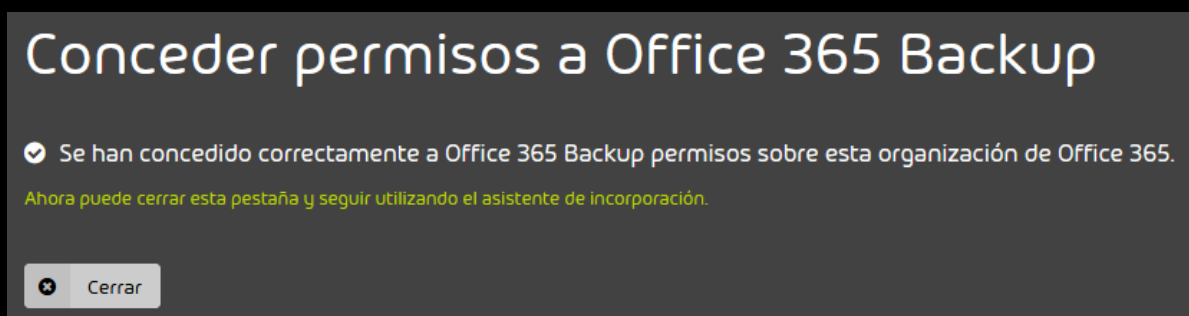 Conceder permisos a Office 365 Backup
Se han concedido correctamente a Office 365 Backup permisos sobre esta organización de Office 365.
Ahora puede cerrar esta pestaña y seguir utilizando el asistente de incorporación.
Cerrar